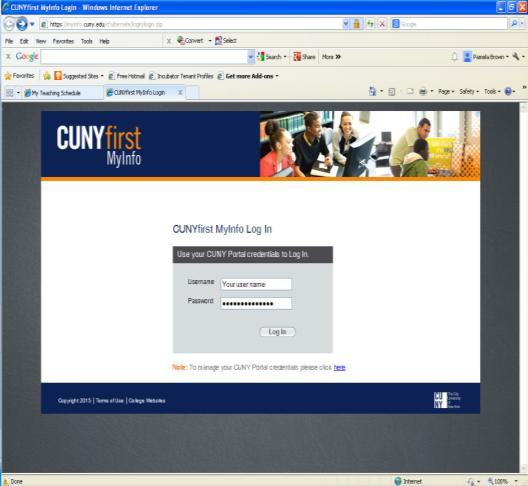 CUNYfirst MyInfo Login - Windows Internet Explorer
https://myinfo.cuny.edu/cfalternate/login/login.jsp
Google
File Edit View Favorites Tools Help
x Convert Select
x Google Search Share More >> Pamela Brown
Favorites Suggested Sites Free Hotmail Incubator Tenant Profiles Get more Add-ons
My Teaching Schedule CUNYfirst MyInfo Login x Page Safety Tools
CUNYfirst
MyInfo
CUNYfirst MyInfo Log In
Use your CUNY Portal credentials to Log In.
Username Your user name
Password ••••••••••••••
Log In
Note: To manage your CUNY Portal credentials please click here.
Copyright 2013 | Terms of Use | College Websites
CU
NY
The City
University
of
New York
Done Internet 100%